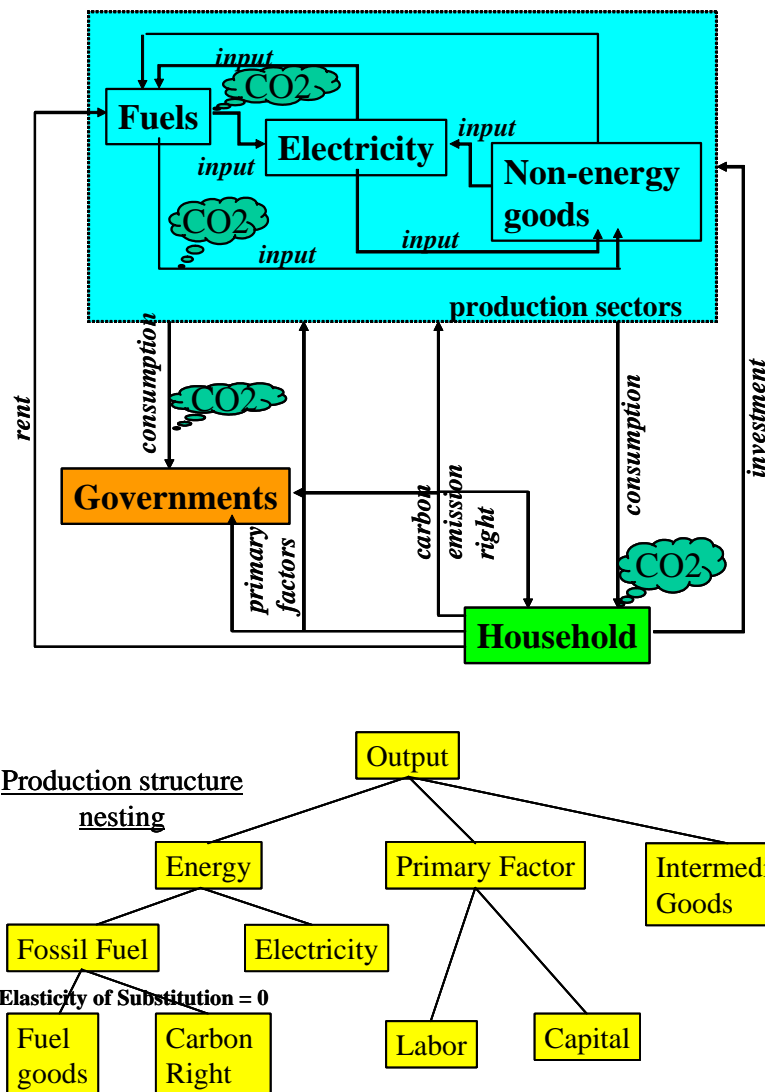 input
CO2
Fuels
input
Electricity
input
Non-energy
goods
CO2
input
input
production sectors
rent
consumption
CO2
consumption
investment
Governments
primary
factors
carbon
emission
right
CO2
Household
Production structure
nesting
Output
Energy
Primary Factor
Intermedi
Goods
Fossil Fuel
Electricity
Elasticity of Substitution = 0
Fuel
goods
Carbon
Right
Labor
Capital